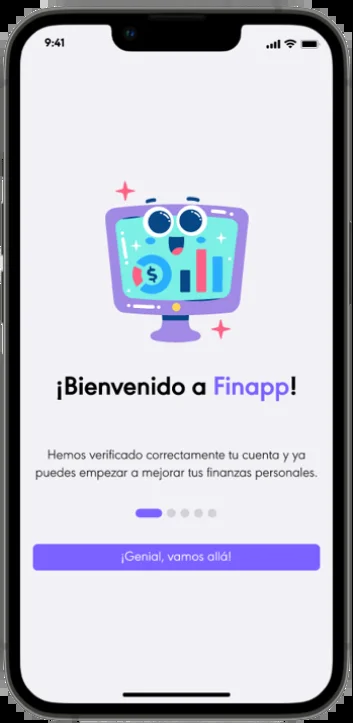 9:41
$
¡Bienvenido a Finapp!
Hemos verificado correctamente tu cuenta y ya
puedes empezar a mejorar tus finanzas personales.
¡Genial, vamos allá!